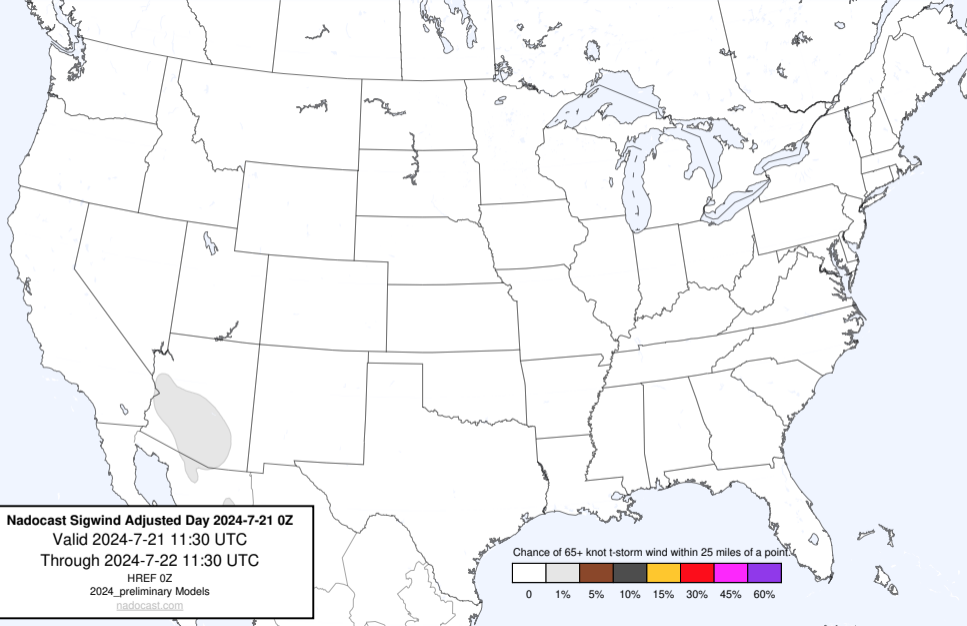 Nadocast Sigwind Adjusted Day 2024-7-21 0Z
Valid 2024-7-21 11:30 UTC
Through 2024-7-22 11:30 UTC
HREF 0Z
2024_preliminary Models
nadocast.com
Chance of 65+ knot t-storm wind within 25 miles of a point.
0 1% 5% 10% 15% 30% 45% 60%